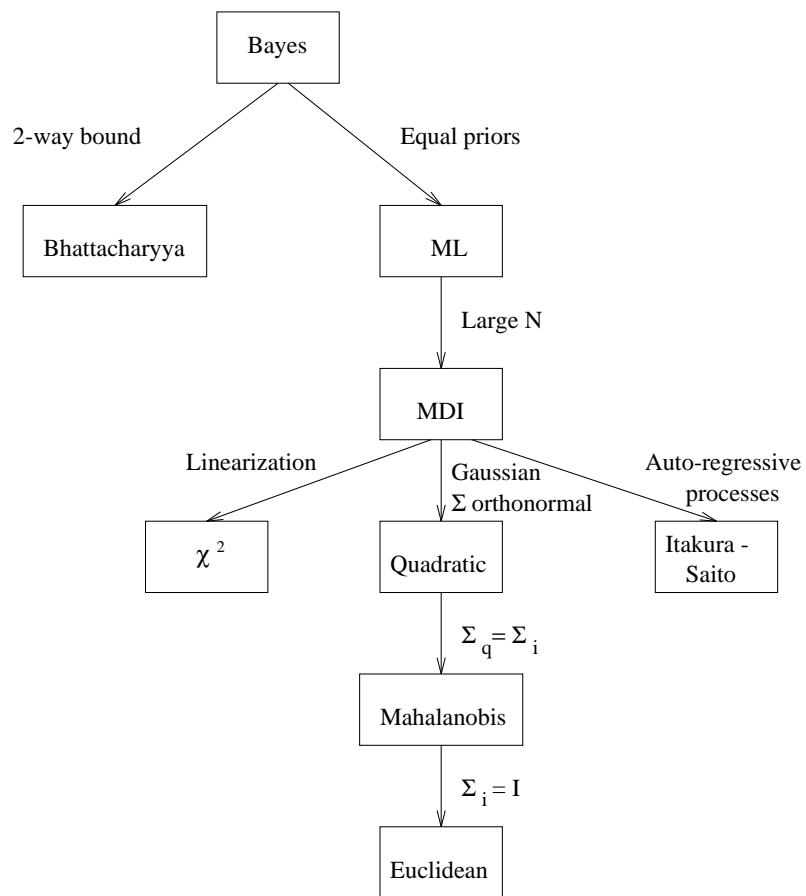 Bayes
2-way bound
Equal priors
Bhattacharyya
ML
Large N
MDI
Linearization
Gaussian
Σ orthonormal
Auto-regressive
processes
χ ²
Quadratic
Itakura -
Saito
Σ_q = Σ_i
Mahalanobis
Σ_i = I
Euclidean